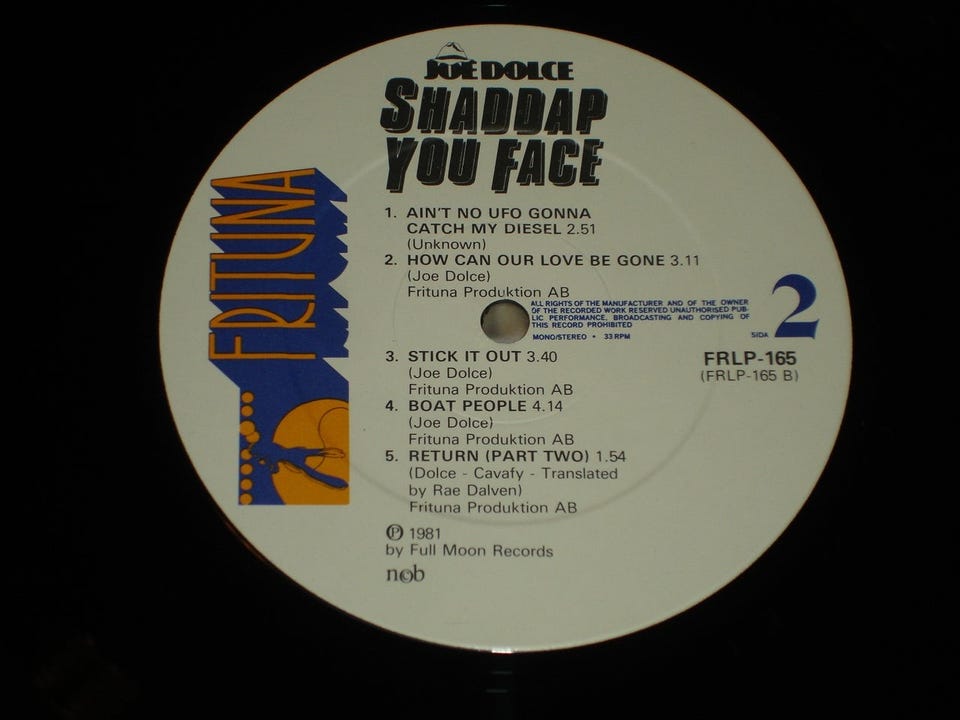 JOE DOLCE
SHADDAP
YOU FACE
FRITUNA
1. AIN'T NO UFO GONNA
CATCH MY DIESEL 2.51
(Unknown)
2. HOW CAN OUR LOVE BE GONE 3.11
(Joe Dolce)
Frituna Produktion AB
ALL RIGHTS OF THE MANUFACTURER AND OF THE OWNER
OF THE RECORDED WORK RESERVED UNAUTHORISED PUB-
LIC PERFORMANCE, BROADCASTING AND COPYING OF
THIS RECORD PROHIBITED
MONO/STEREO • 33 RPM
SIDA 2
3. STICK IT OUT 3.40
(Joe Dolce)
Frituna Produktion AB
FRLP-165
(FRLP-165 B)
4. BOAT PEOPLE 4.14
(Joe Dolce)
Frituna Produktion AB
5. RETURN (PART TWO) 1.54
(Dolce - Cavafy - Translated
by Rae Dalven)
Frituna Produktion AB
Ⓟ 1981
by Full Moon Records
n©b